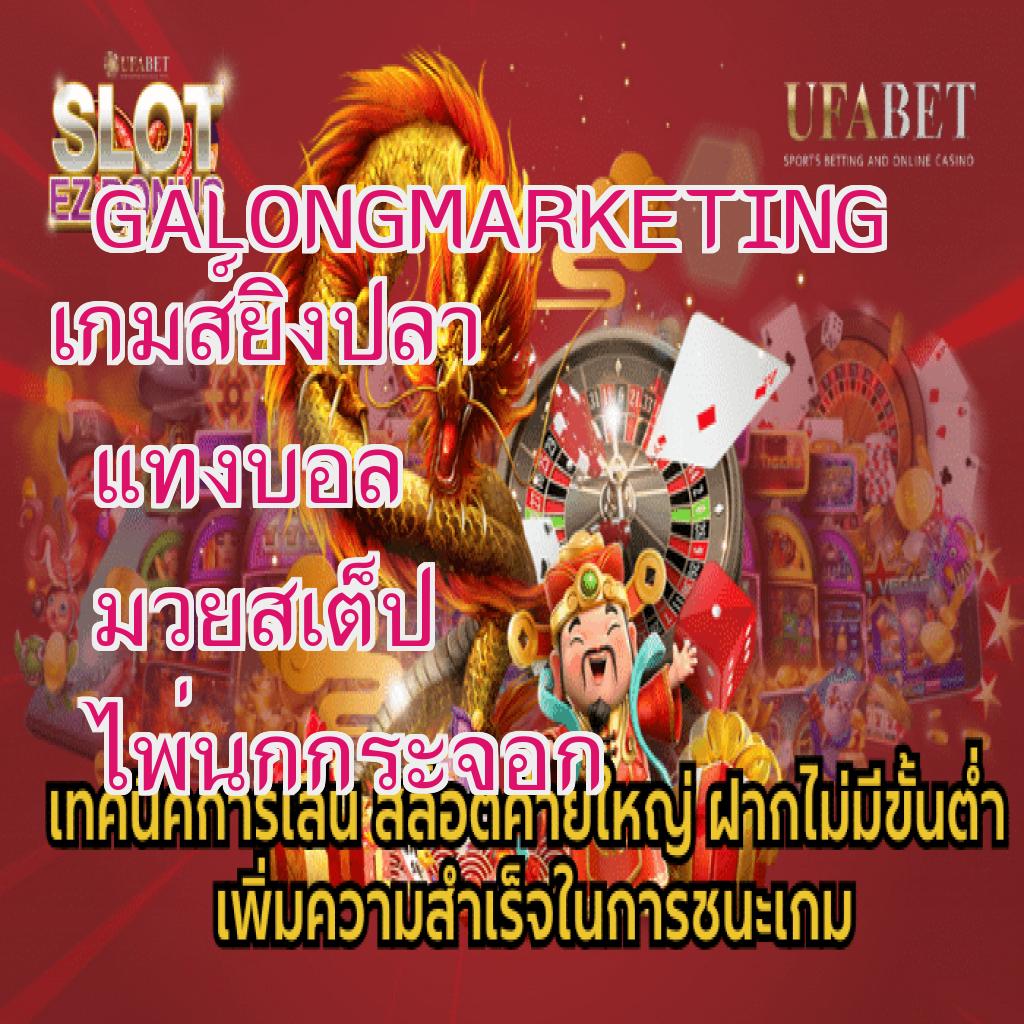 UFABET
SLOT
UFABET
SPORTS BETTING AND ONLINE CASINO
GALONGMARKETING
เกมส์ยิงปลา
แทงบอล
มวยสเต็ป
ไพ่นกกระจอก
เทคนิคการเล่น สล็อตค่ายใหญ่ ฝากไม่มีขั้นต่ำ
เพิ่มความสำเร็จในการชนะเกม